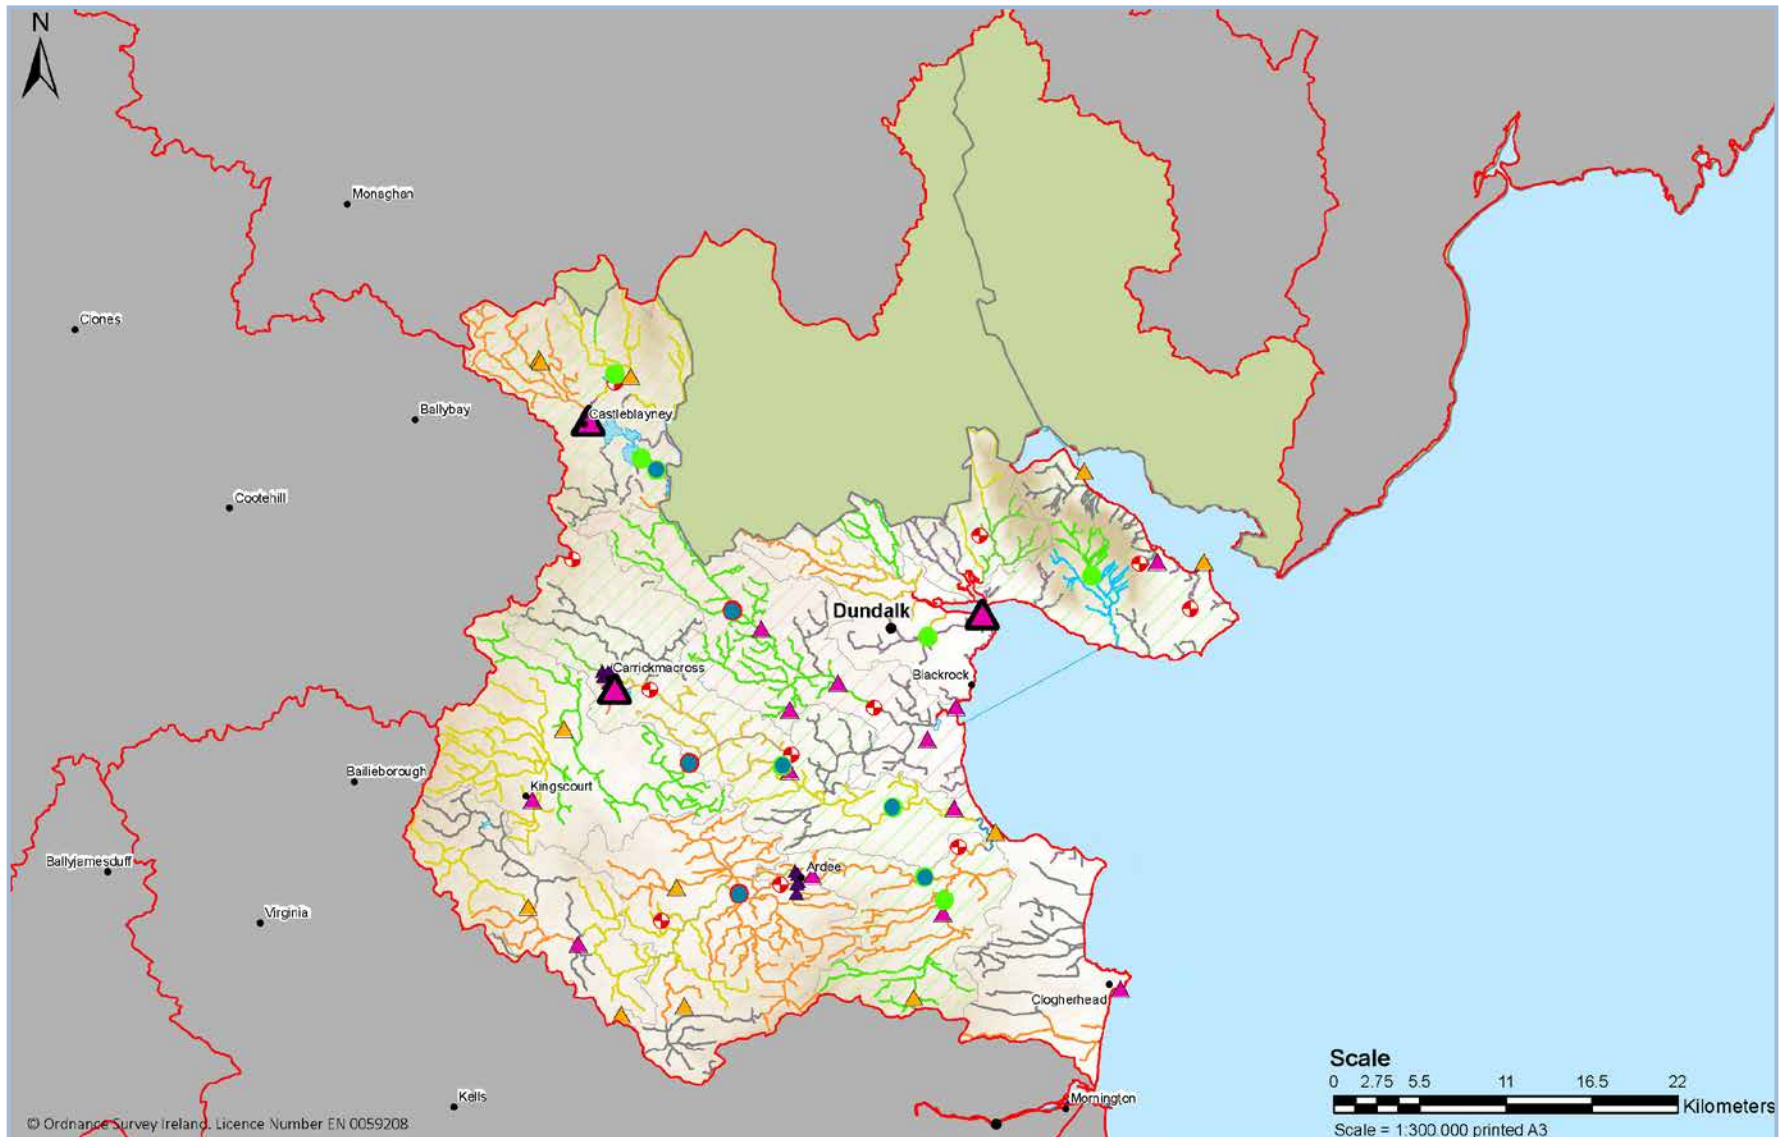 N
Monaghan
Clones
Castleblayney
Ballybay
Cootehill
Dundalk
Carrickmacross
Blackrock
Bailieborough
Kingscourt
Ballyjamesduff
Ardee
Virginia
Clogherhead
Scale
0 2.75 5.5 11 16.5 22
Kilometers
Kells
Mornington
© Ordnance Survey Ireland. Licence Number EN 0059208
Scale = 1:300,000 printed A3